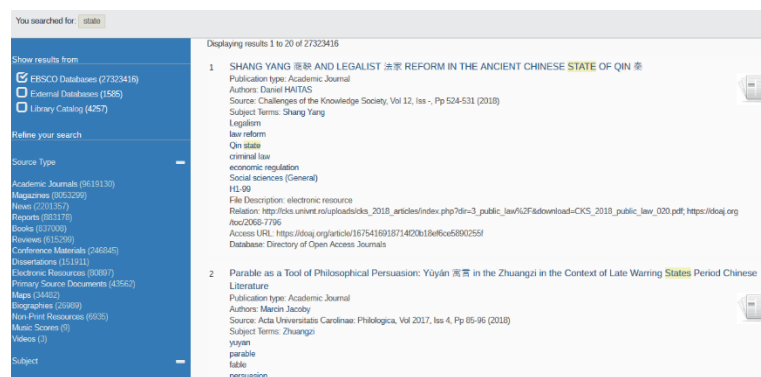 You searched for: state
Displaying results 1 to 20 of 27323416
Show results from
EBSCO Databases (27323416)
External Databases (1585)
Library Catalog (4257)
Refine your search
Source Type
Academic Journals (9619130)
Magazines (8053299)
News (2201357)
Reports (883178)
Books (837008)
Reviews (615299)
Conference Materials (246845)
Dissertations (151911)
Electronic Resources (80897)
Primary Source Documents (43562)
Maps (34482)
Biographies (26989)
Non-Print Resources (6935)
Music Scores (9)
Videos (3)
Subject
1 SHANG YANG 商鞅 AND LEGALIST 法家 REFORM IN THE ANCIENT CHINESE STATE OF QIN 秦
Publication type: Academic Journal
Authors: Daniel HAITAS
Source: Challenges of the Knowledge Society, Vol 12, Iss -, Pp 524-531 (2018)
Subject Terms: Shang Yang
Legalism
law reform
Qin state
criminal law
economic regulation
Social sciences (General)
H1-99
File Description: electronic resource
Relation: http://cks.univnt.ro/uploads/cks_2018_articles/index.php?dir=3_public_law%2F&download=CKS_2018_public_law_020.pdf; https://doaj.org
/toc/2068-7796
Access URL: https://doaj.org/article/1675416918714f20b18ef6ce5890255f
Database: Directory of Open Access Journals
2 Parable as a Tool of Philosophical Persuasion: Yùyán 寓言 in the Zhuangzi in the Context of Late Warring States Period Chinese
Literature
Publication type: Academic Journal
Authors: Marcin Jacoby
Source: Acta Universitatis Carolinae: Philologica, Vol 2017, Iss 4, Pp 85-96 (2018)
Subject Terms: Zhuangzi
yuyan
parable
fable
persuasion